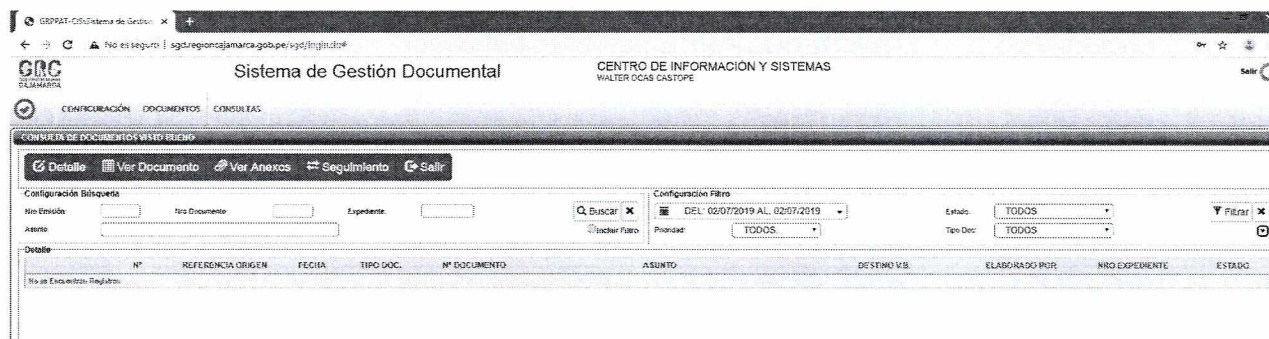 GRPPAT-CIS:Sistema de Gestion
No es seguro | sgd.regioncajamarca.gob.pe/sgd/login.do#
GRC
CAJAMARCA
Sistema de Gestión Documental
CENTRO DE INFORMACIÓN Y SISTEMAS
WALTER OCAS CASTOPE
Salir
CONFIGURACIÓN DOCUMENTOS CONSULTAS
CONSULTA DE DOCUMENTOS VISTO BUENO
Detalle Ver Documento Ver Anexos Seguimiento Salir
Configuración Búsqueda
Nro Emisión: Nro Documento: Expediente: Buscar
Asunto: Incluir Filtro
Configuración Filtro
DEL: 02/07/2019 AL: 02/07/2019 Estado: TODOS Filtrar
Prioridad: TODOS Tipo Doc: TODOS
Detalle
N° REFERENCIA ORIGEN FECHA TIPO DOC. N° DOCUMENTO ASUNTO DESTINO V.B. ELABORADO POR NRO EXPEDIENTE ESTADO
No se Encuentran Registros.